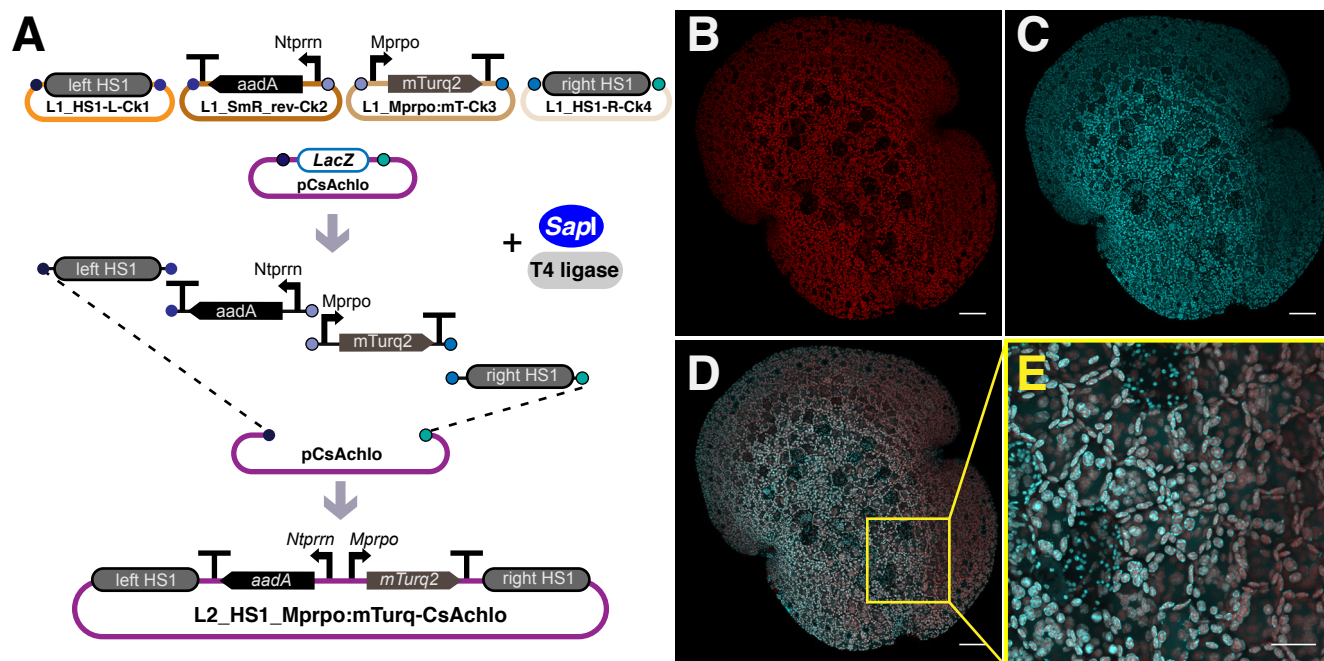 A
Ntprrn
Mprpo
left HS1
aadA
mTurq2
right HS1
L1_HS1-L-Ck1
L1_SmR_rev-Ck2
L1_Mprpo:mT-Ck3
L1_HS1-R-Ck4
LacZ
pCsAchlo
+
SapI
T4 ligase
left HS1
Ntprrn
aadA
Mprpo
mTurq2
right HS1
pCsAchlo
Ntprrn
Mprpo
left HS1
aadA
mTurq2
right HS1
L2_HS1_Mprpo:mTurq-CsAchlo
B
C
D
E